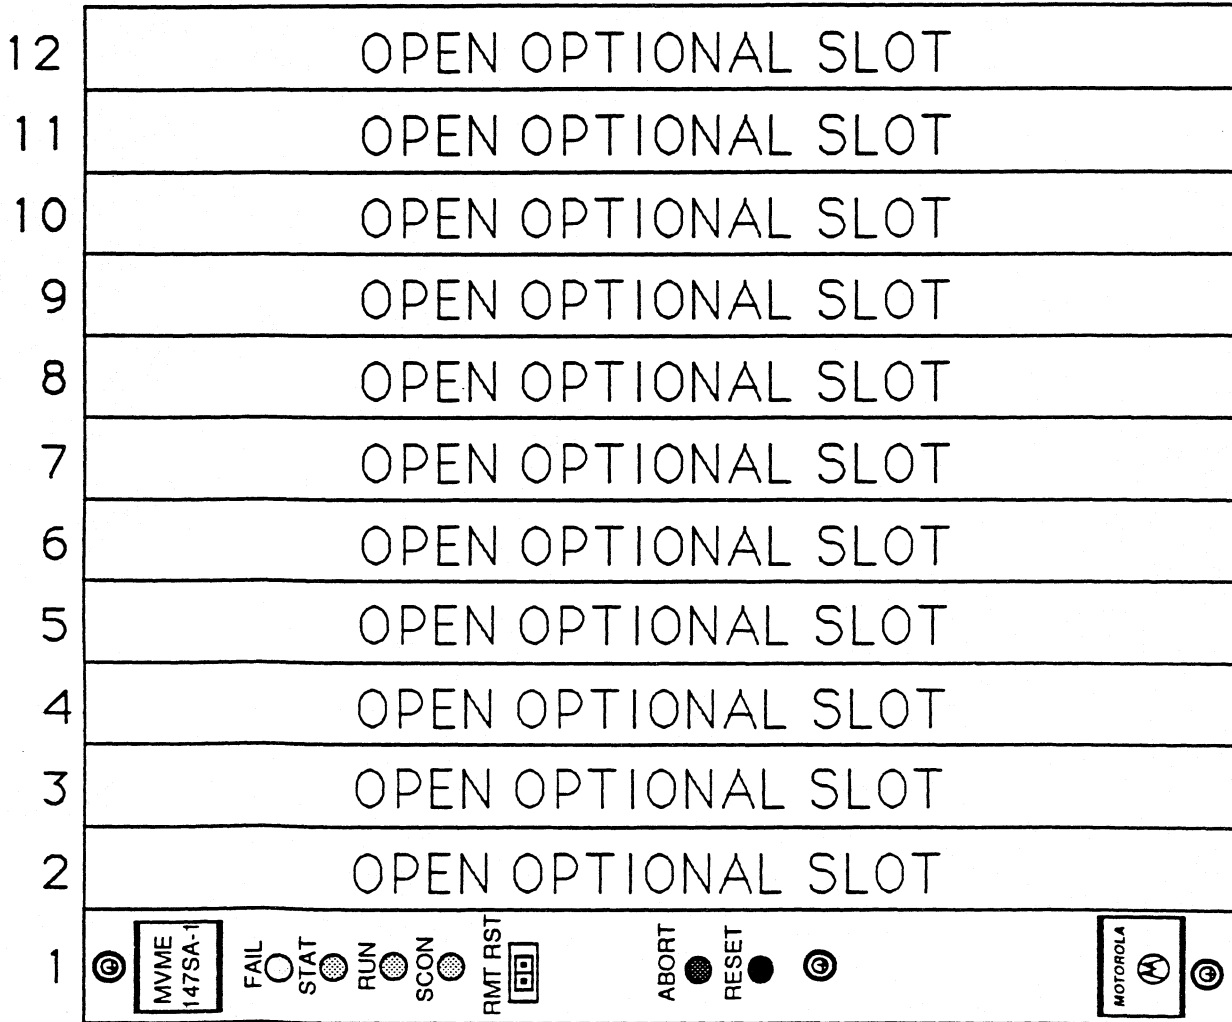 12 OPEN OPTIONAL SLOT
11 OPEN OPTIONAL SLOT
10 OPEN OPTIONAL SLOT
9 OPEN OPTIONAL SLOT
8 OPEN OPTIONAL SLOT
7 OPEN OPTIONAL SLOT
6 OPEN OPTIONAL SLOT
5 OPEN OPTIONAL SLOT
4 OPEN OPTIONAL SLOT
3 OPEN OPTIONAL SLOT
2 OPEN OPTIONAL SLOT
1
MVME
147SA-1
FAIL
STAT
RUN
SCON
RMT RST
ABORT
RESET
MOTOROLA